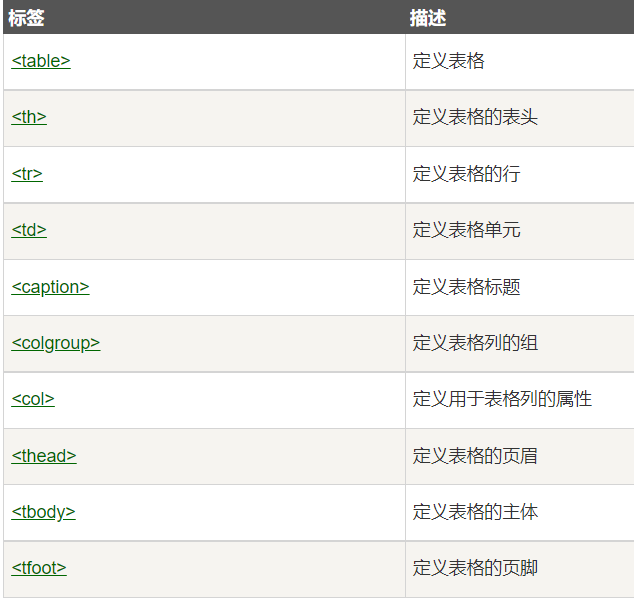 标签 描述
<table> 定义表格
<th> 定义表格的表头
<tr> 定义表格的行
<td> 定义表格单元
<caption> 定义表格标题
<colgroup> 定义表格列的组
<col> 定义用于表格列的属性
<thead> 定义表格的页眉
<tbody> 定义表格的主体
<tfoot> 定义表格的页脚